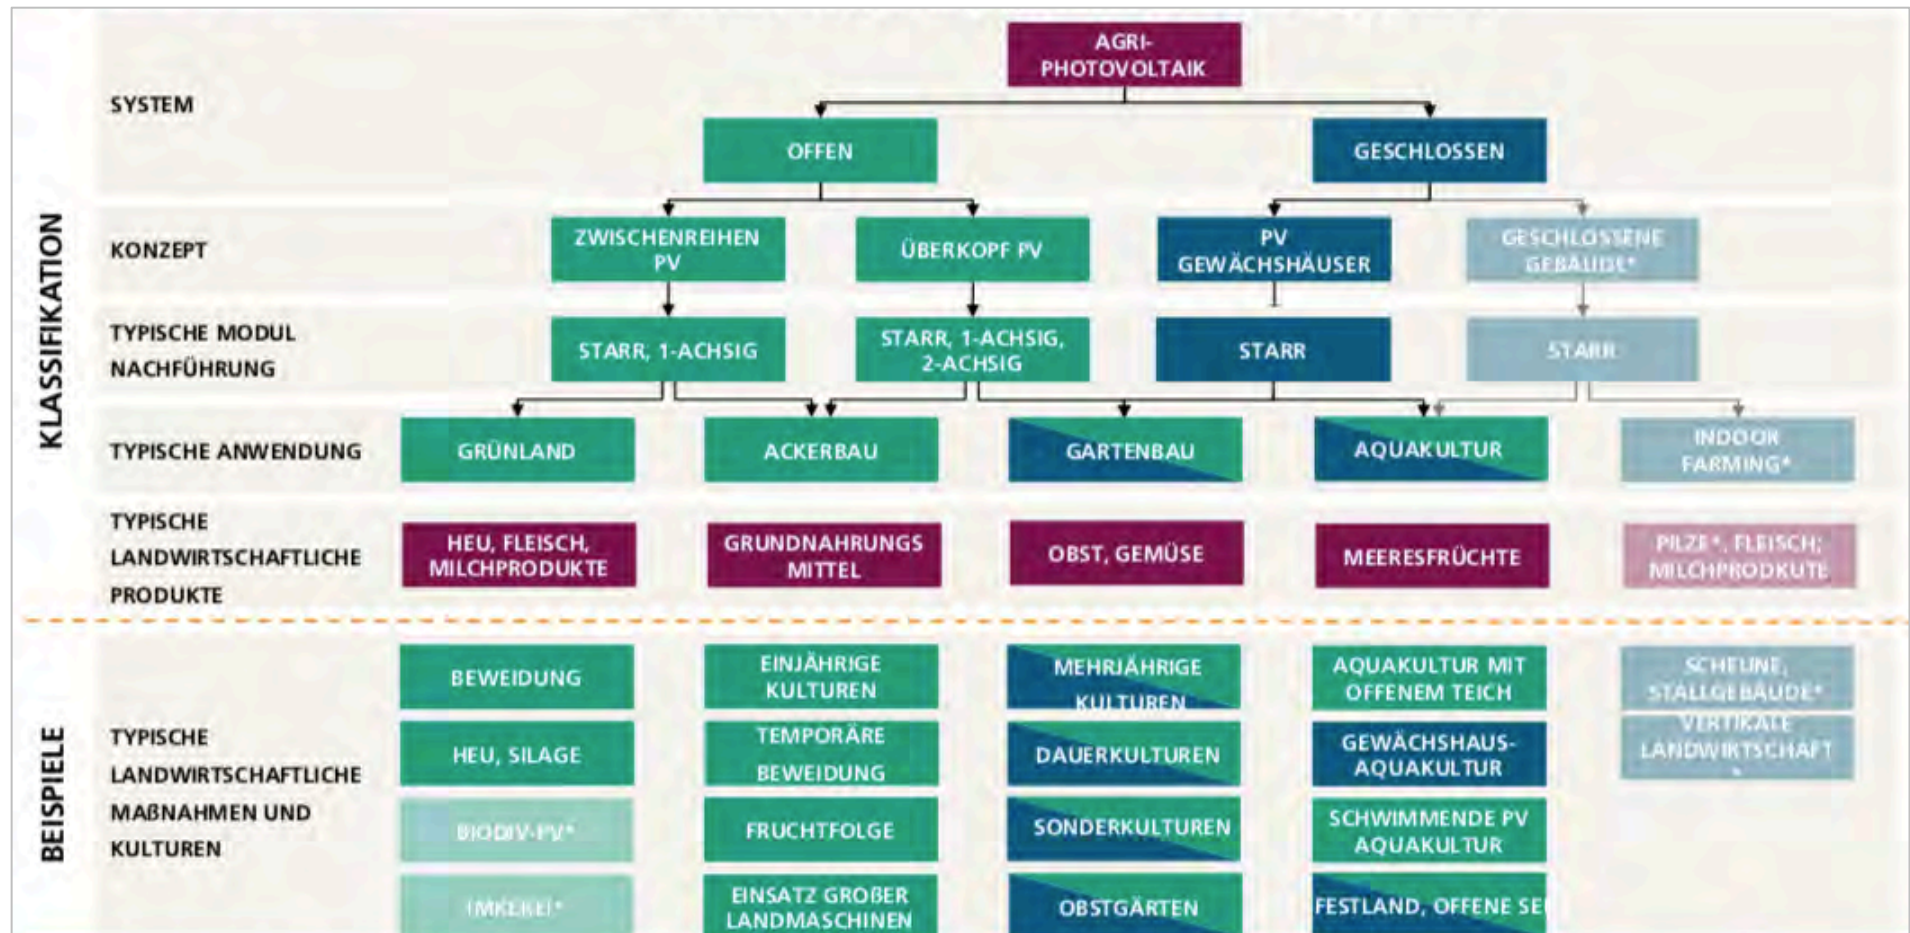 AGRI-
PHOTOVOLTAIK
SYSTEM
OFFEN
GESCHLOSSEN
KLASSIFIKATION
KONZEPT
ZWISCHENREIHEN
PV
ÜBERKOPF PV
PV
GEWÄCHSHÄUSER
GESCHLOSSENE
GEBÄUDE*
TYPISCHE MODUL
NACHFÜHRUNG
STARR, 1-ACHSIG
STARR, 1-ACHSIG,
2-ACHSIG
STARR
STARR
TYPISCHE ANWENDUNG
GRÜNLAND
ACKERBAU
GARTENBAU
AQUAKULTUR
INDOOR
FARMING*
TYPISCHE
LANDWIRTSCHAFTLICHE
PRODUKTE
HEU, FLEISCH,
MILCHPRODUKTE
GRUNDNAHRUNGS
MITTEL
OBST, GEMÜSE
MEERESFRÜCHTE
PILZE*, FLEISCH;
MILCHPRODKUTE
BEISPIELE
TYPISCHE
LANDWIRTSCHAFTLICHE
MAßNAHMEN UND
KULTUREN
BEWEIDUNG
EINJÄHRIGE
KULTUREN
MEHRJÄHRIGE
KULTUREN
AQUAKULTUR MIT
OFFENEM TEICH
SCHEUNE,
STALLGEBÄUDE*
HEU, SILAGE
TEMPORÄRE
BEWEIDUNG
DAUERKULTUREN
GEWÄCHSHAUS-
AQUAKULTUR
VERTIKALE
LANDWIRTSCHAFT
*
BIODIV-PV*
FRUCHTFOLGE
SONDERKULTUREN
SCHWIMMENDE PV
AQUAKULTUR
IMKEREI*
EINSATZ GROßER
LANDMASCHINEN
OBSTGÄRTEN
FESTLAND, OFFENE SE